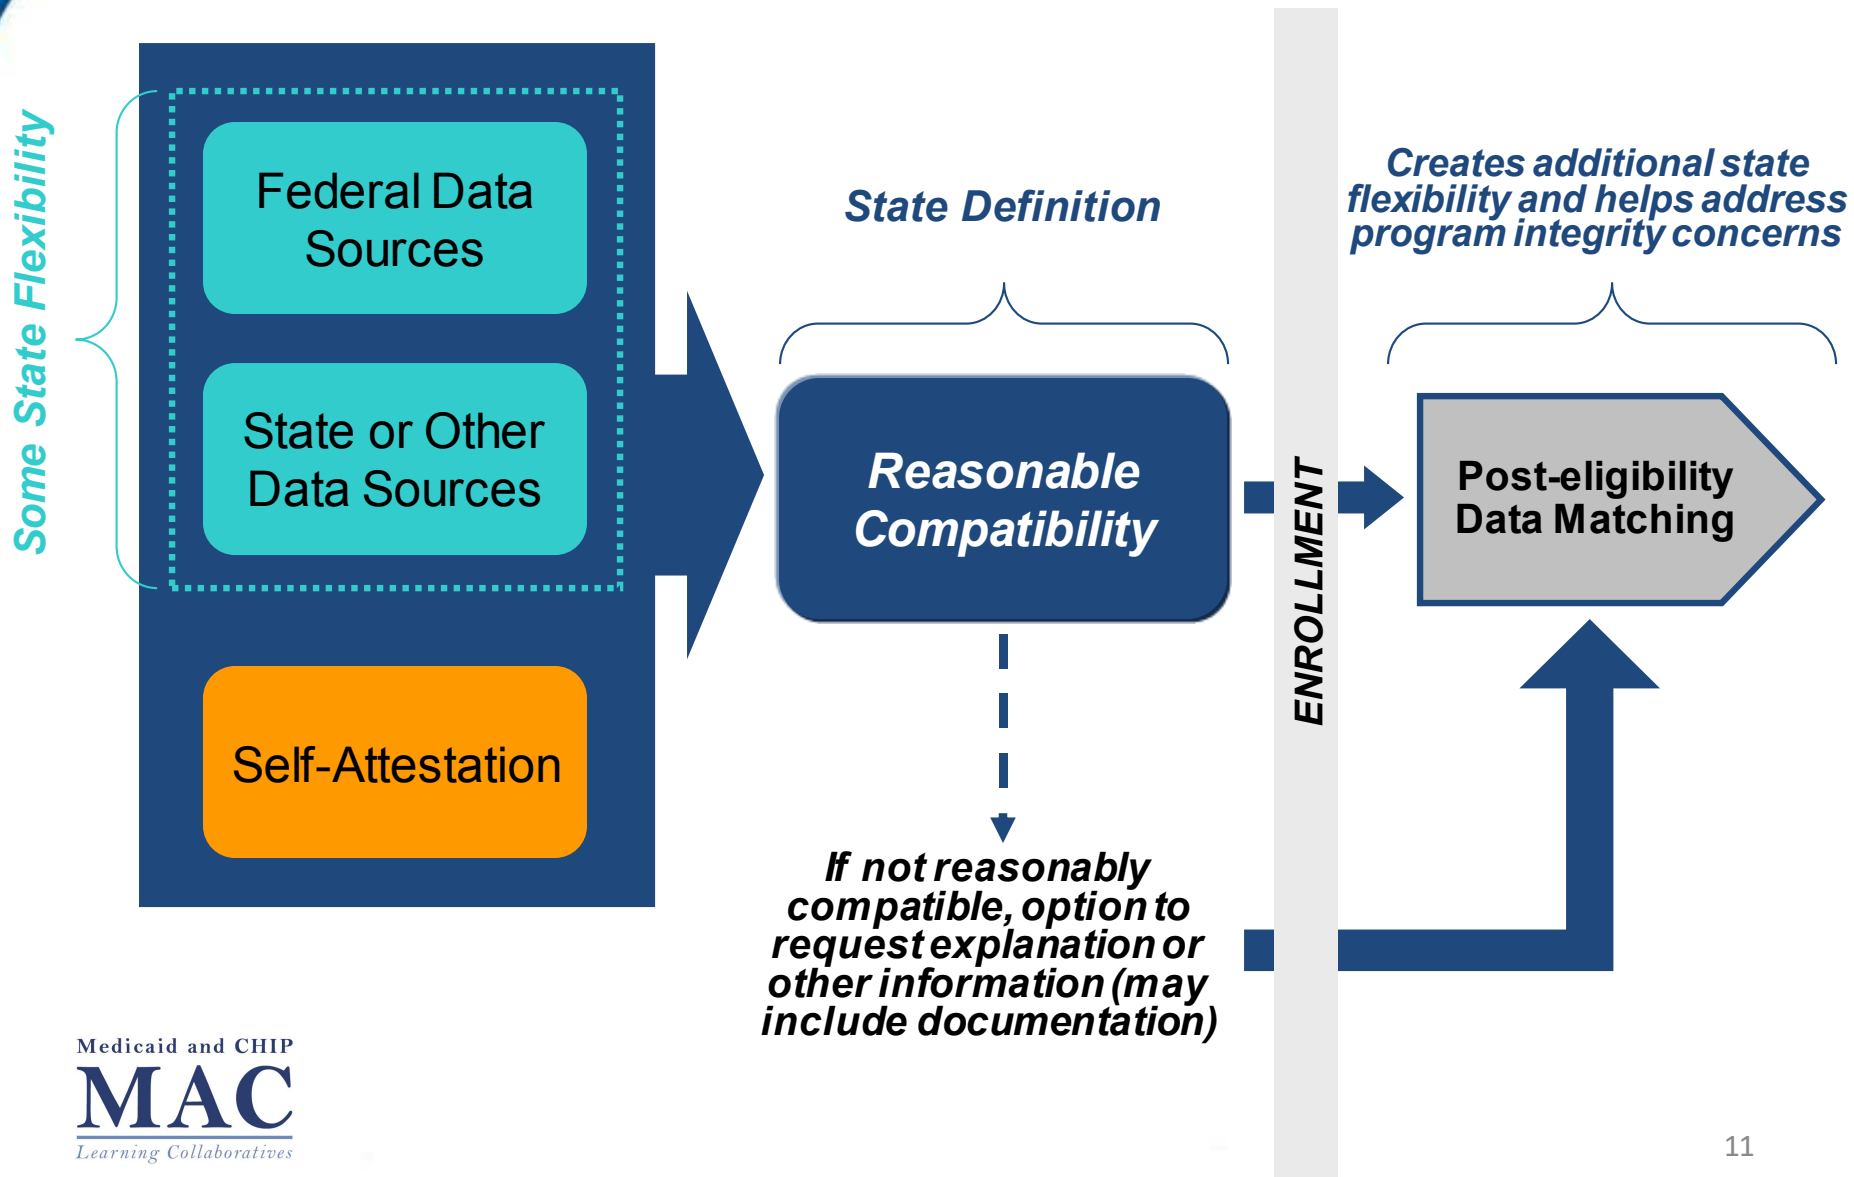 Some State Flexibility
Federal Data
Sources
State or Other
Data Sources
Self-Attestation
State Definition
Reasonable
Compatibility
If not reasonably
compatible, option to
request explanation or
other information (may
include documentation)
ENROLLMENT
Creates additional state
flexibility and helps address
program integrity concerns
Post-eligibility
Data Matching
Medicaid and CHIP
MAC
Learning Collaboratives
11